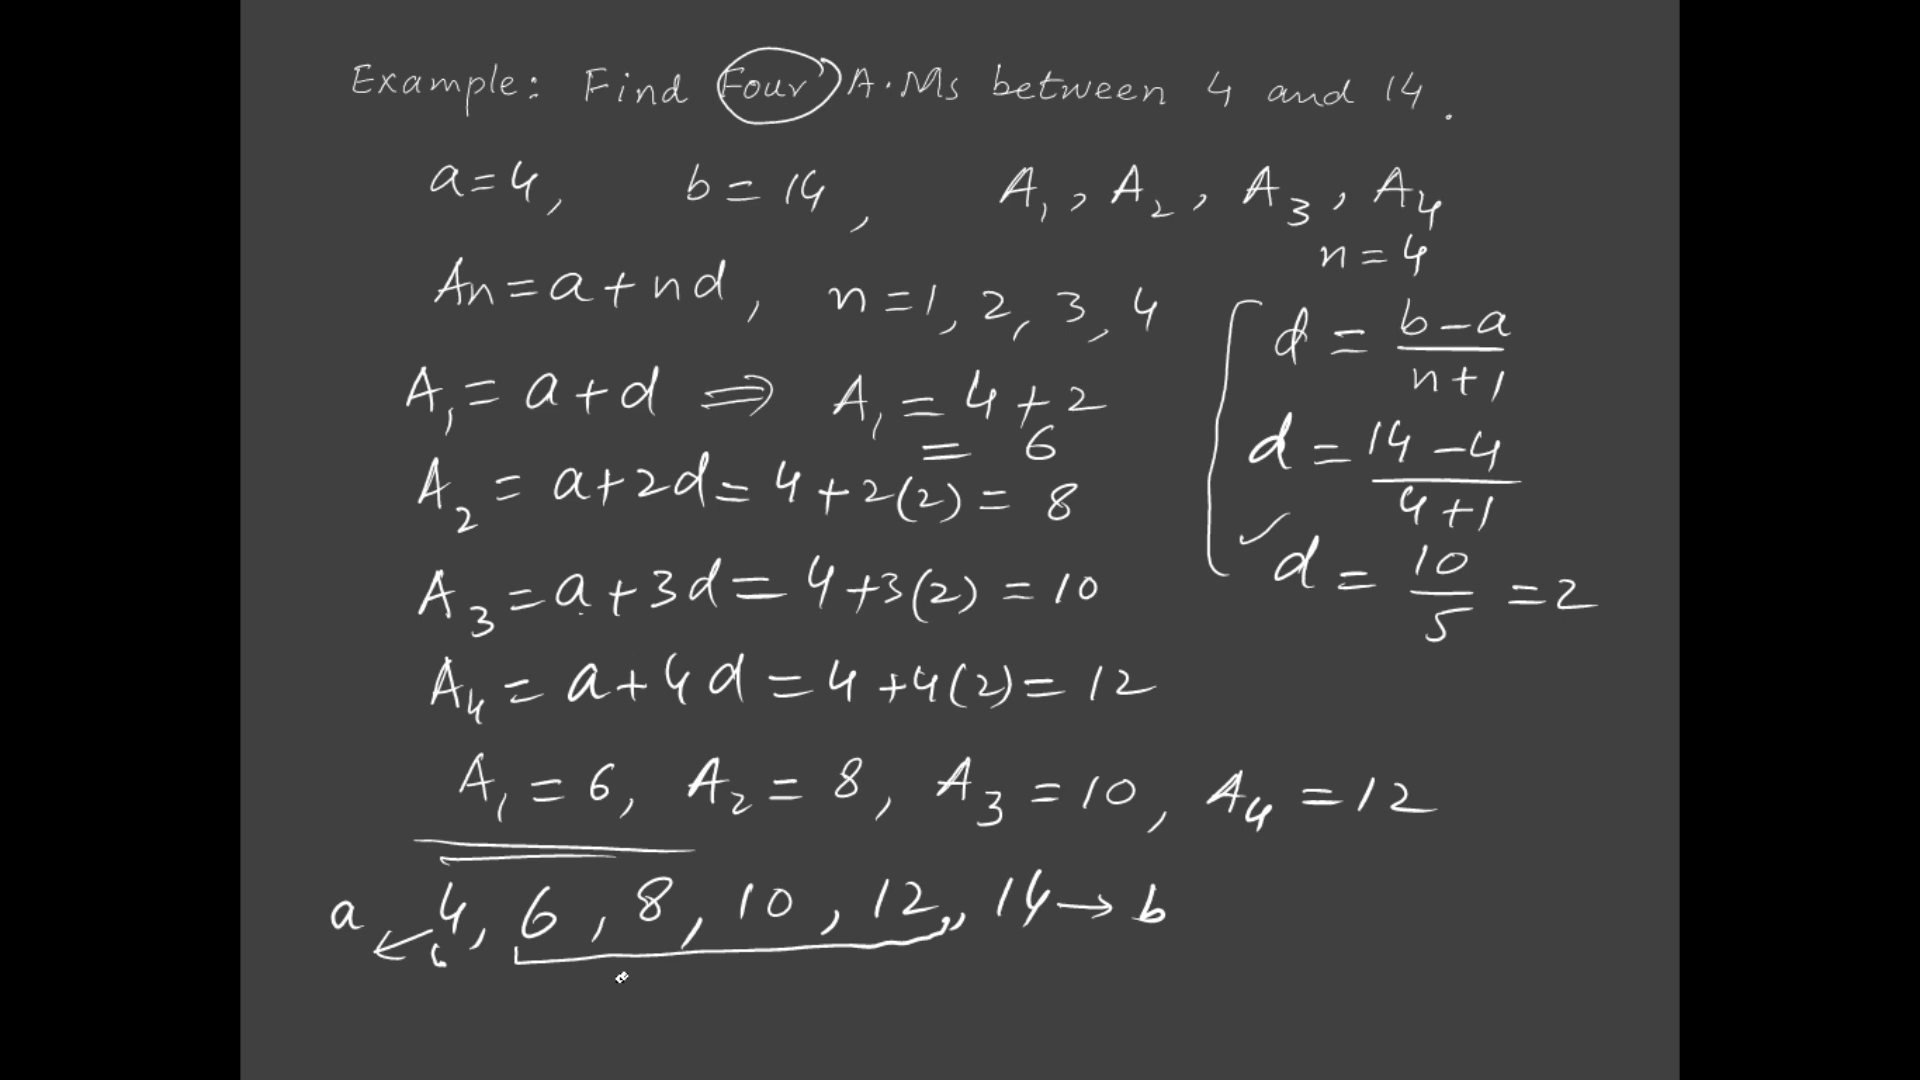 Example: Find Four A.Ms between 4 and 14.
a=4, b=14, A₁, A₂, A₃, A₄
n=4
An=a+nd, n=1, 2, 3, 4
d = b-a / n+1
A₁=a+d ⇒ A₁=4+2
= 6
d=14-4 / 4+1
A₂=a+2d=4+2(2)=8
✓ d=10/5=2
A₃=a+3d=4+3(2)=10
A₄=a+4d=4+4(2)=12
A₁=6, A₂=8, A₃=10, A₄=12
a ← 4, 6, 8, 10, 12, 14 → b